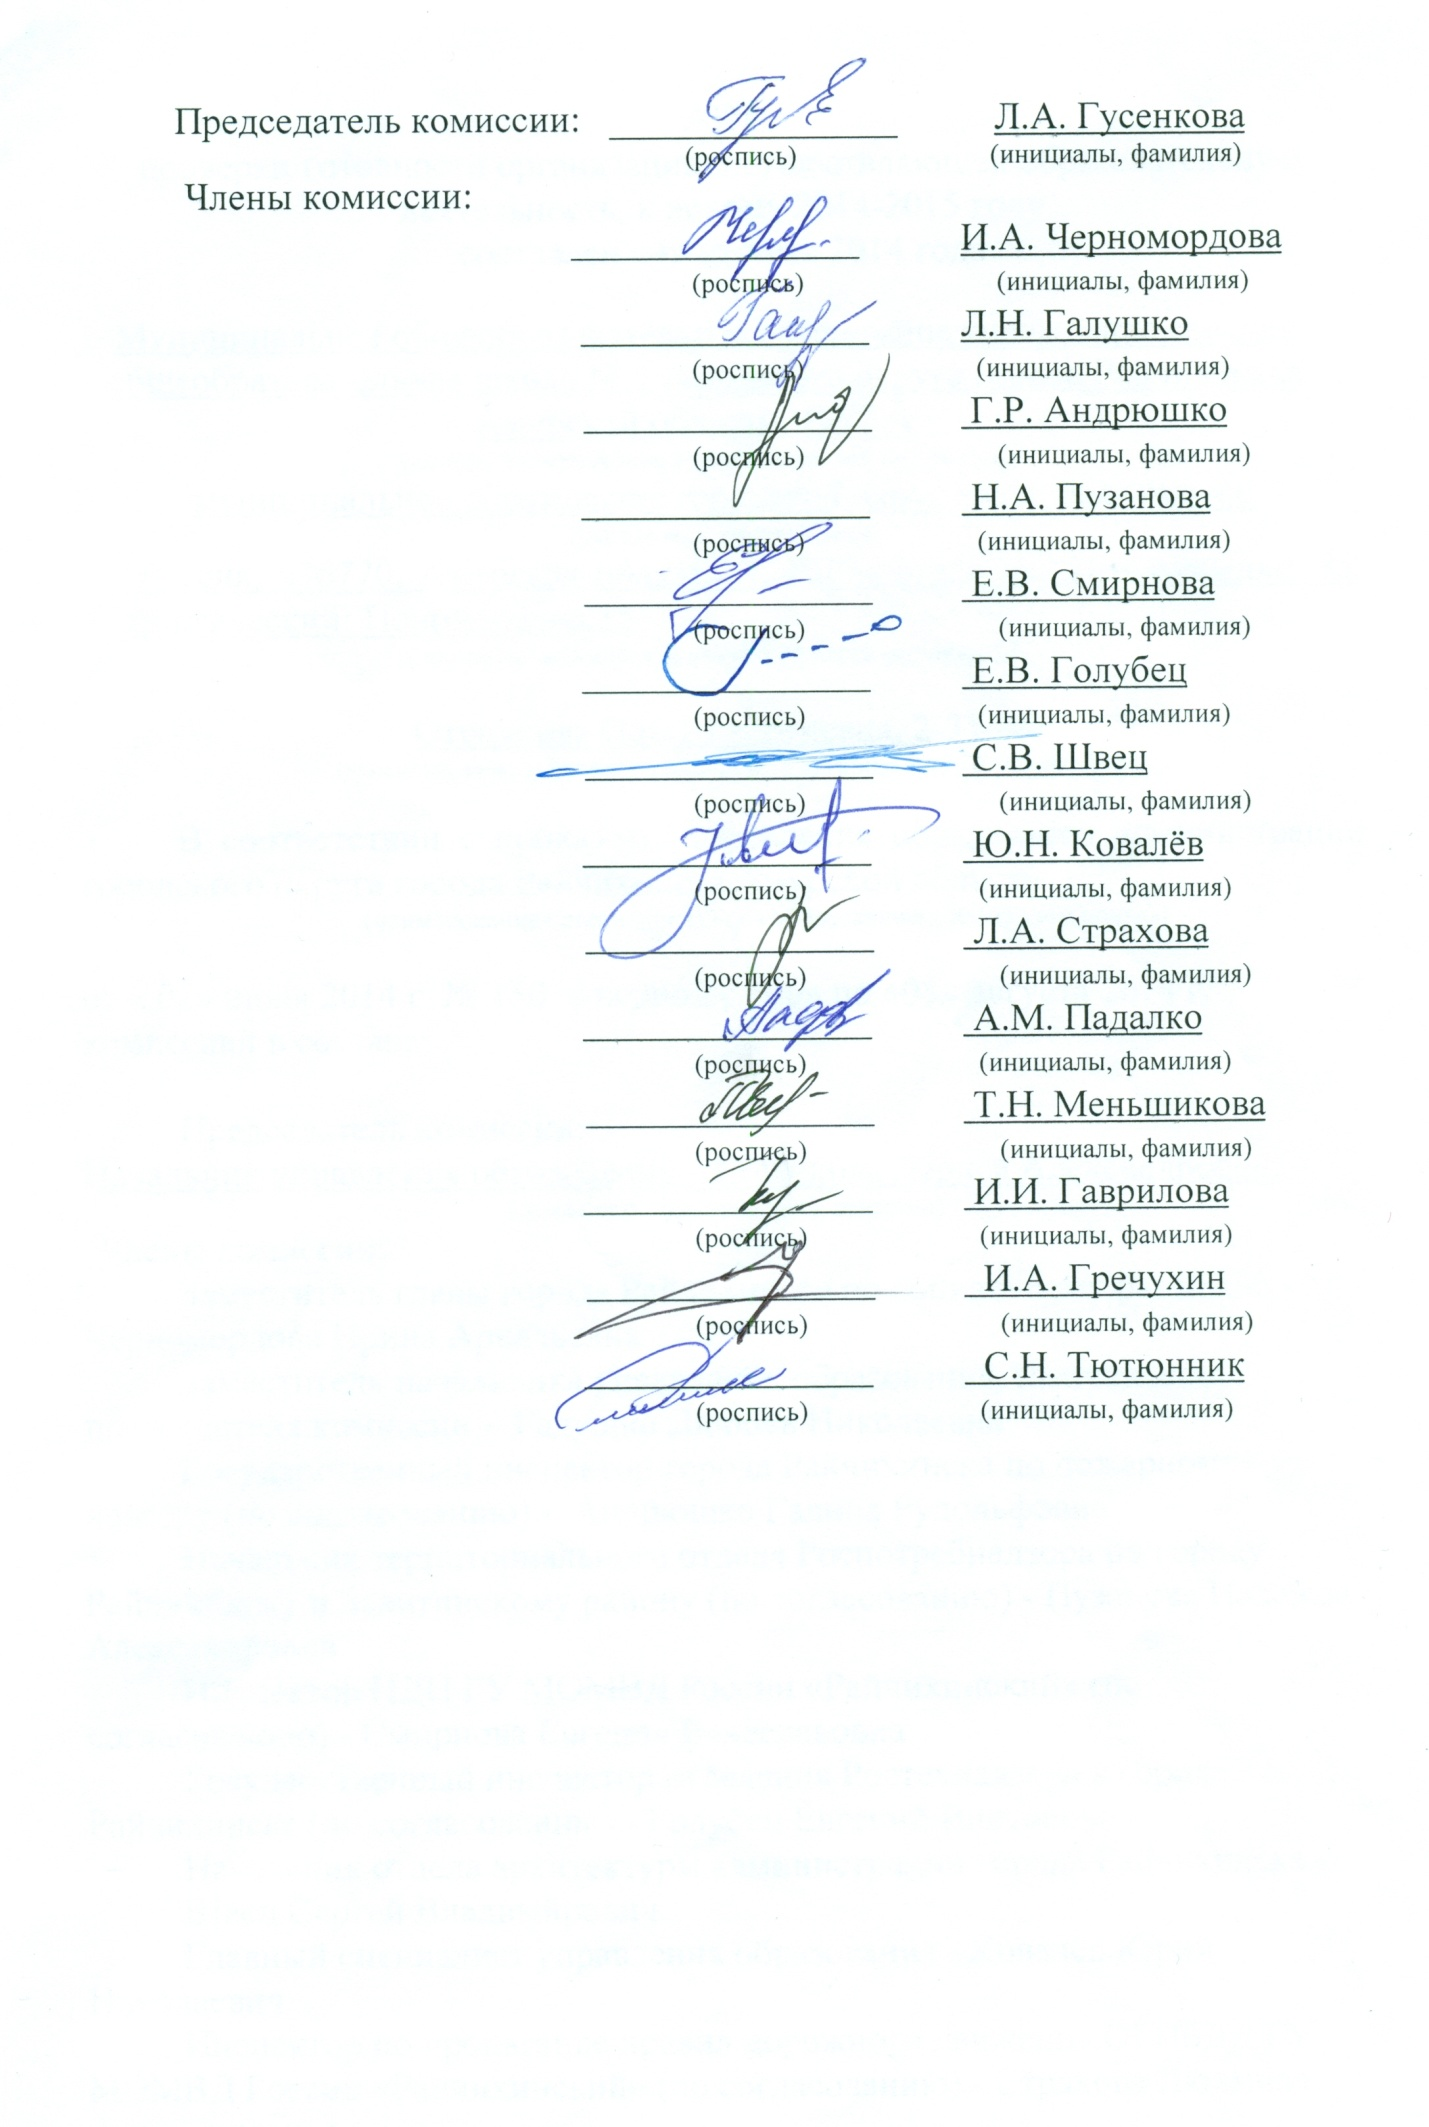 Председатель комиссии: Л.А. Гусенкова
(роспись) (инициалы, фамилия)
Члены комиссии:
И.А. Черномордова
(роспись) (инициалы, фамилия)
Л.Н. Галушко
(роспись) (инициалы, фамилия)
Г.Р. Андрюшко
(роспись) (инициалы, фамилия)
Н.А. Пузанова
(роспись) (инициалы, фамилия)
Е.В. Смирнова
(роспись) (инициалы, фамилия)
Е.В. Голубец
(роспись) (инициалы, фамилия)
С.В. Швец
(роспись) (инициалы, фамилия)
Ю.Н. Ковалёв
(роспись) (инициалы, фамилия)
Л.А. Страхова
(роспись) (инициалы, фамилия)
А.М. Падалко
(роспись) (инициалы, фамилия)
Т.Н. Меньшикова
(роспись) (инициалы, фамилия)
И.И. Гаврилова
(роспись) (инициалы, фамилия)
И.А. Гречухин
(роспись) (инициалы, фамилия)
С.Н. Тютюнник
(роспись) (инициалы, фамилия)